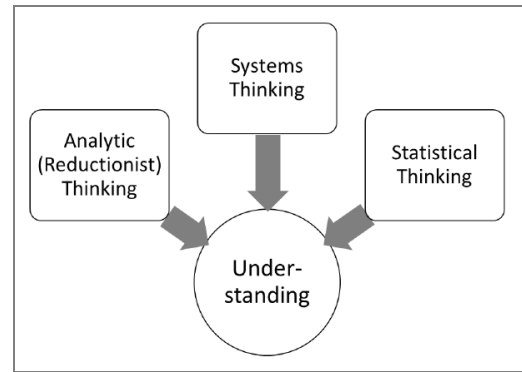 Systems
Thinking
Analytic
(Reductionist)
Thinking
Statistical
Thinking
Under-
standing